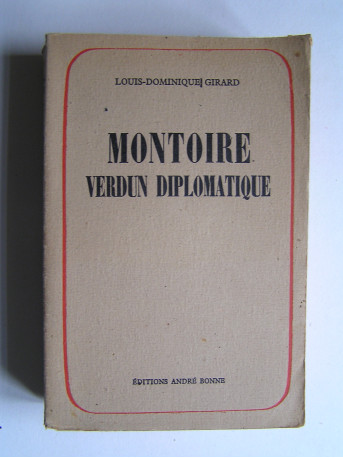 LOUIS-DOMINIQUE GIRARD
MONTOIRE
VERDUN DIPLOMATIQUE
ÉDITIONS ANDRÉ BONNE